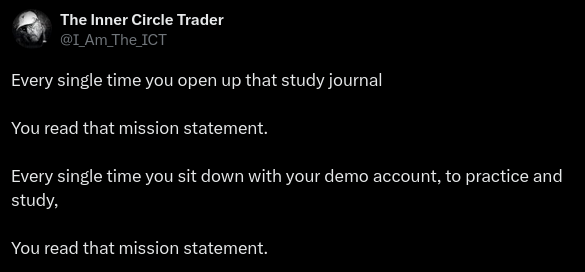 The Inner Circle Trader
@I_Am_The_ICT
Every single time you open up that study journal
You read that mission statement.
Every single time you sit down with your demo account, to practice and
study,
You read that mission statement.